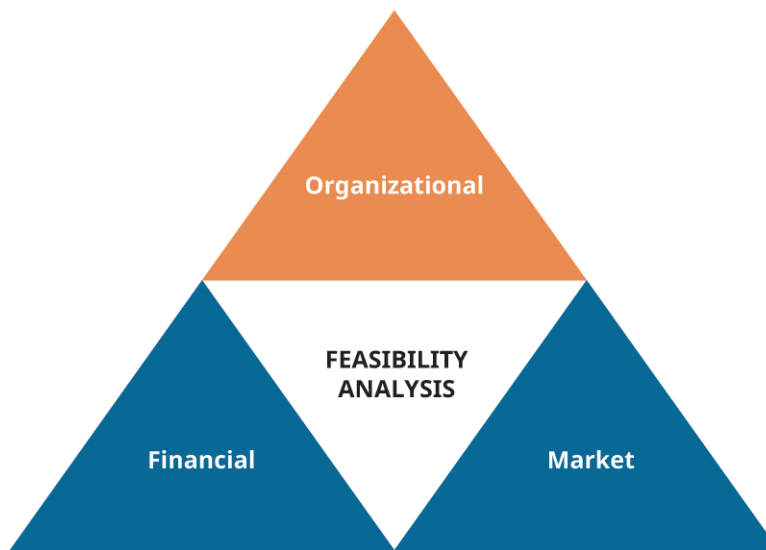 Organizational
FEASIBILITY
ANALYSIS
Financial
Market